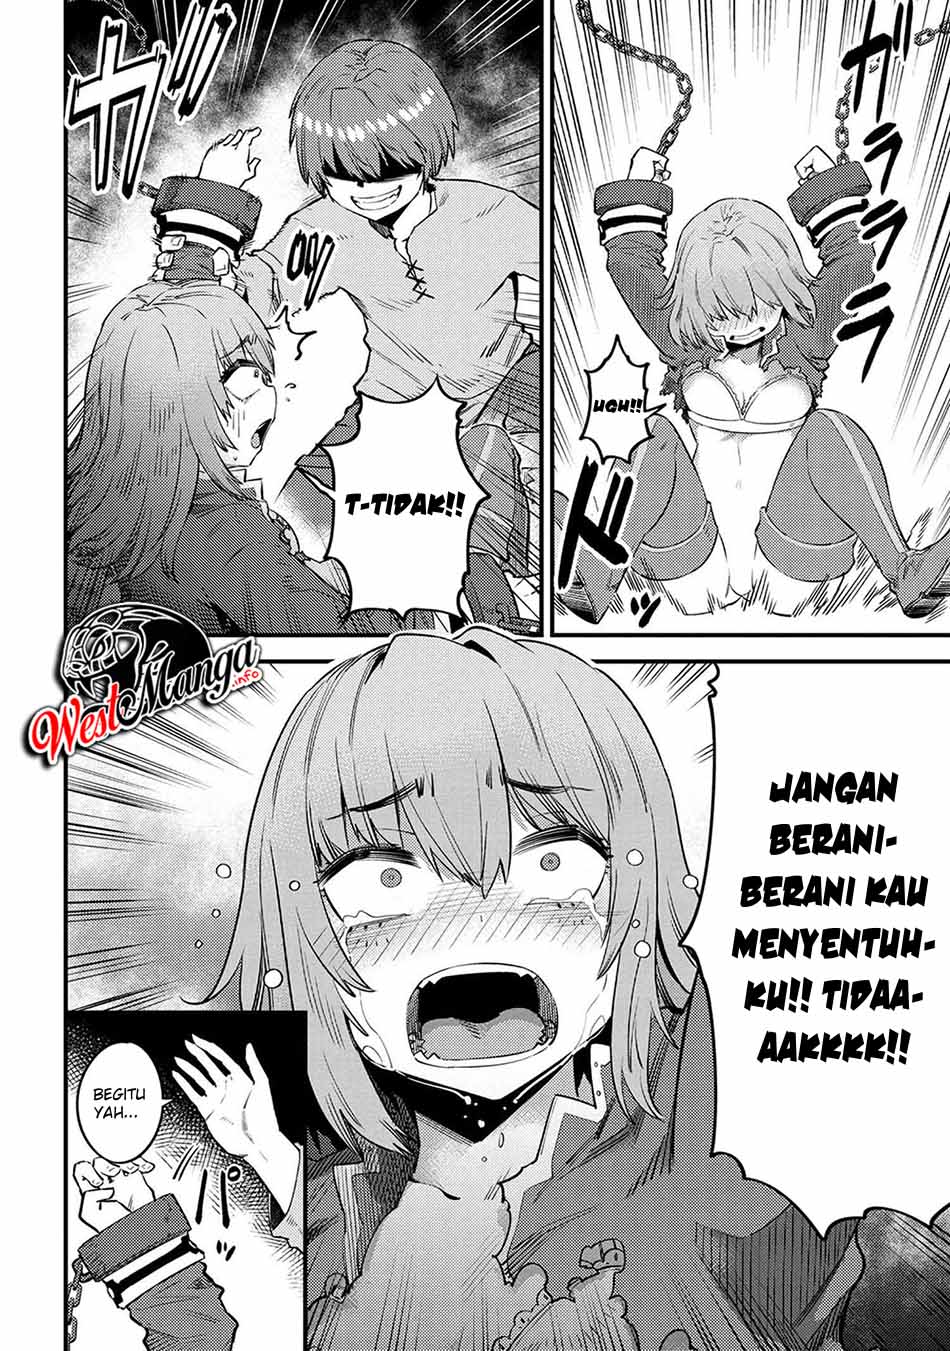 ガラララ
ドッ
UGH!!
ガッ
T-TIDAK!!
WestManga
.info
JANGAN
BERANI-
BERANI KAU
MENYENTUH-
KU!! TIDAA-
AAKKKK!!
BEGITU
YAH...
パッ